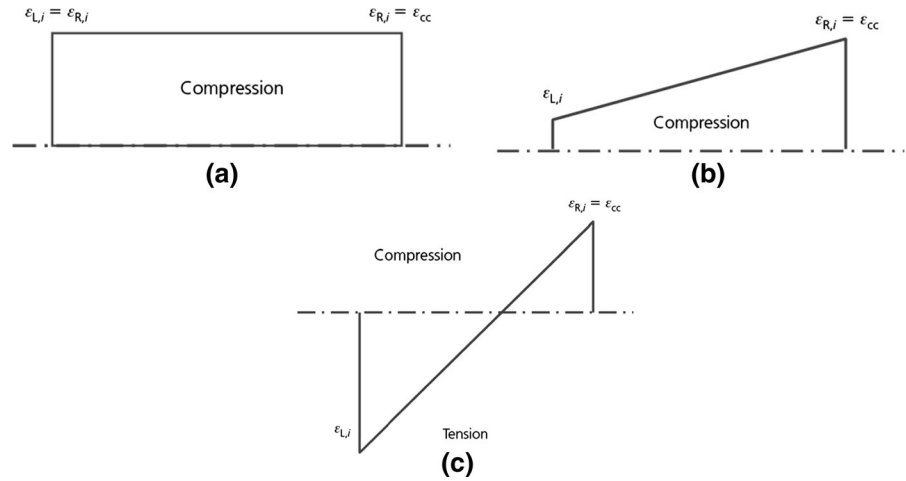 ε_L,i = ε_R,i
ε_R,i = ε_cc
Compression
(a)
ε_R,i = ε_cc
ε_L,i
Compression
(b)
ε_R,i = ε_cc
Compression
ε_L,i
Tension
(c)